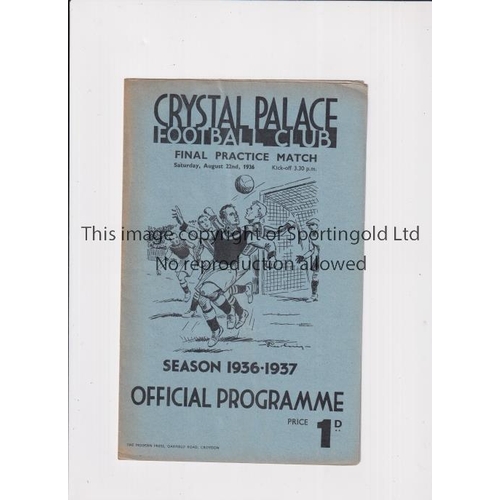 CRYSTAL PALACE
FOOTBALL CLUB
FINAL PRACTICE MATCH
Saturday, August 22nd, 1936 Kick-off 3.30 p.m.
This image copyright of Sportingold Ltd
No reproduction allowed
SEASON 1936-1937
OFFICIAL PROGRAMME
PRICE 1D
CROYDON